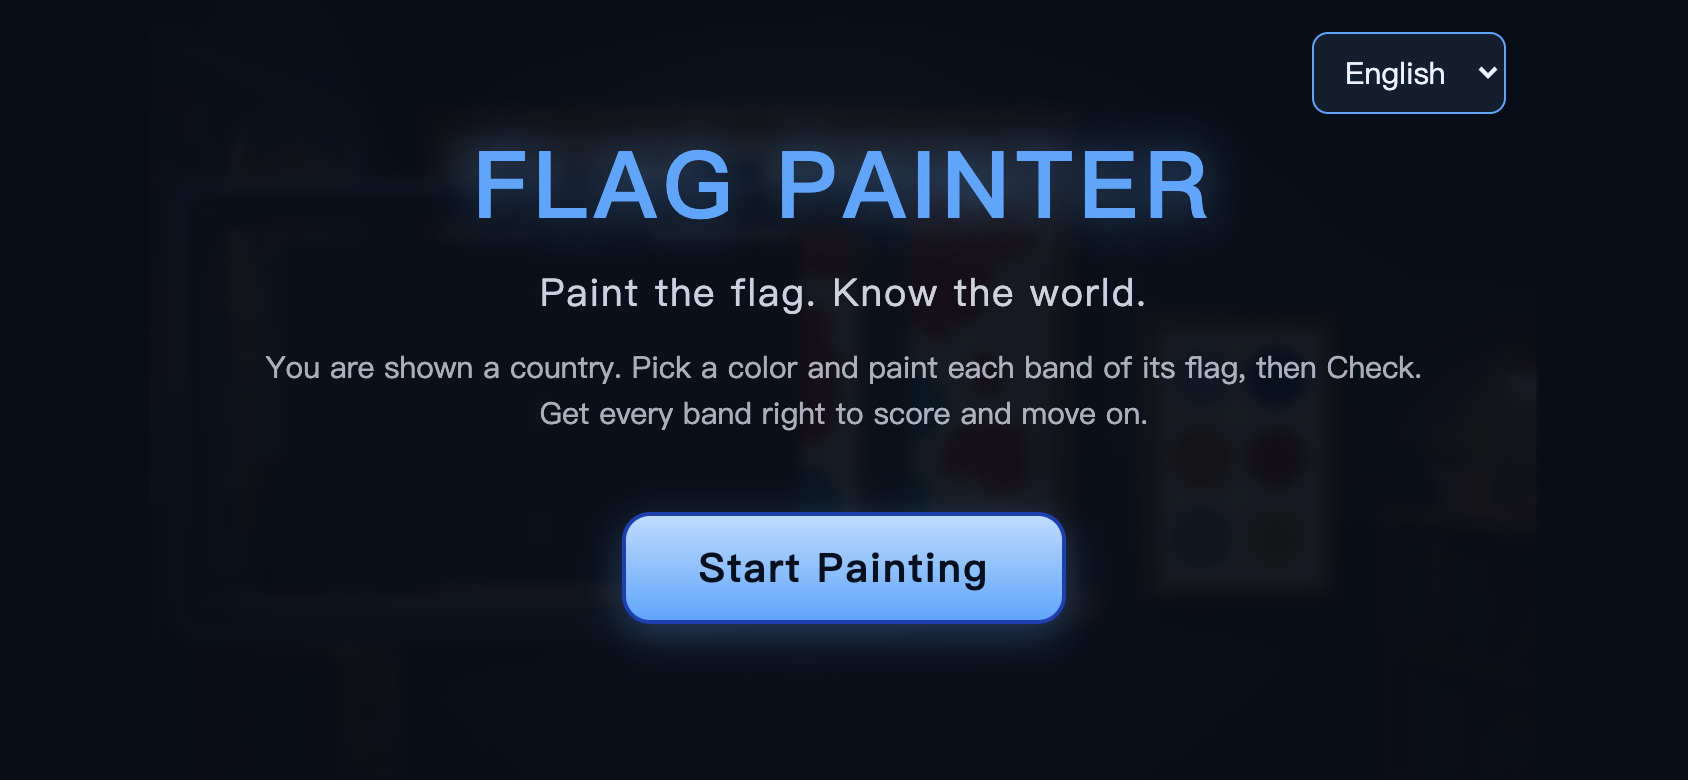 English
FLAG PAINTER
Paint the flag. Know the world.
You are shown a country. Pick a color and paint each band of its flag, then Check.
Get every band right to score and move on.
Start Painting